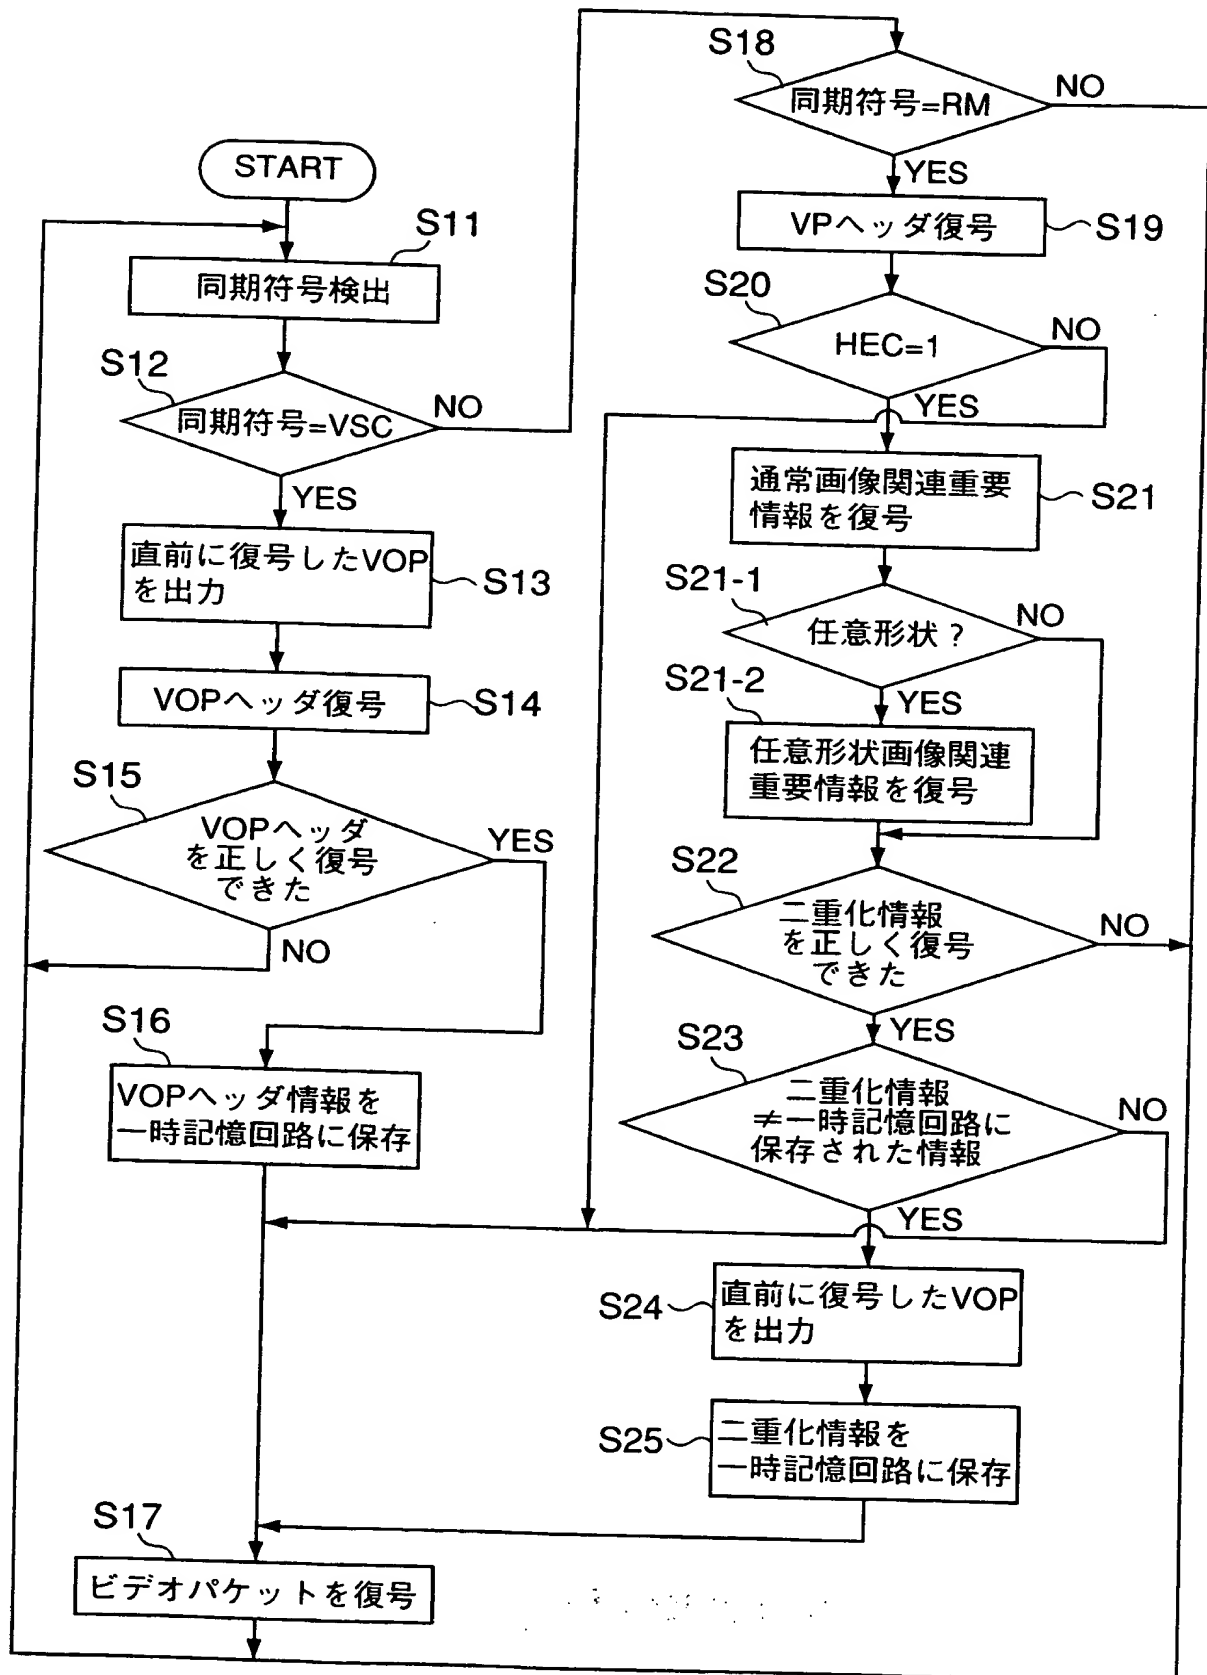 START
S11
同期符号検出
S12
同期符号=VSC
NO
YES
直前に復号したVOP
を出力
S13
VOPヘッダ復号
S14
S15
VOPヘッダ
を正しく復号
できた
YES
NO
S16
VOPヘッダ情報を
一時記憶回路に保存
S17
ビデオパケットを復号
S18
同期符号=RM
NO
YES
VPヘッダ復号
S19
S20
HEC=1
NO
YES
通常画像関連重要
情報を復号
S21
S21-1
任意形状?
NO
S21-2
YES
任意形状画像関連
重要情報を復号
S22
二重化情報
を正しく復号
できた
NO
YES
S23
二重化情報
≠一時記憶回路に
保存された情報
NO
YES
S24
直前に復号したVOP
を出力
S25
二重化情報を
一時記憶回路に保存